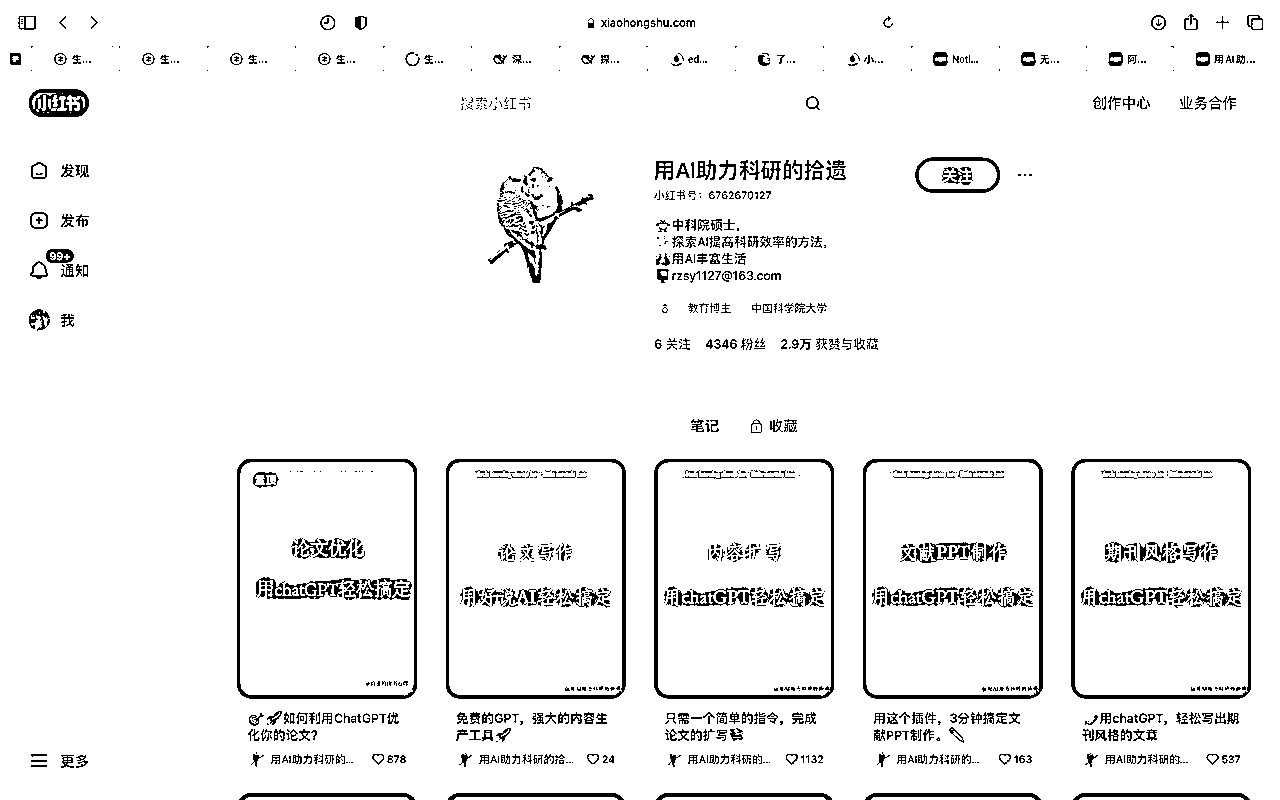 xiaohongshu.com
生... 生... 生... 生... 生... 深... 探... ed... 了... 小... Noti... 无... 阿... 用AI助...
小红书
搜索小红书
创作中心 业务合作
发现
发布
99+
通知
我
更多
用AI助力科研的拾遗
关注
小红书号：6762670127
中科院硕士，
探索AI提高科研效率的方法，
用AI丰富生活
rzsy1127@163.com
教育博主 中国科学院大学
6 关注 4346 粉丝 2.9万 获赞与收藏
笔记 收藏
置顶
论文优化
用chatGPT轻松搞定
如何利用ChatGPT优
化你的论文？
用AI助力科研的... 878
论文写作
AI轻松搞定
免费的GPT，强大的内容生
产工具
用AI助力科研的拾... 24
内容扩写
用chatGPT轻松搞定
只需一个简单的指令，完成
论文的扩写
用AI助力科研的... 1132
文献PPT制作
用chatGPT轻松搞定
用这个插件，3分钟搞定文
献PPT制作。
用AI助力科研的... 163
期刊风格写作
用chatGPT轻松搞定
用chatGPT，轻松写出期
刊风格的文章
用AI助力科研的... 537